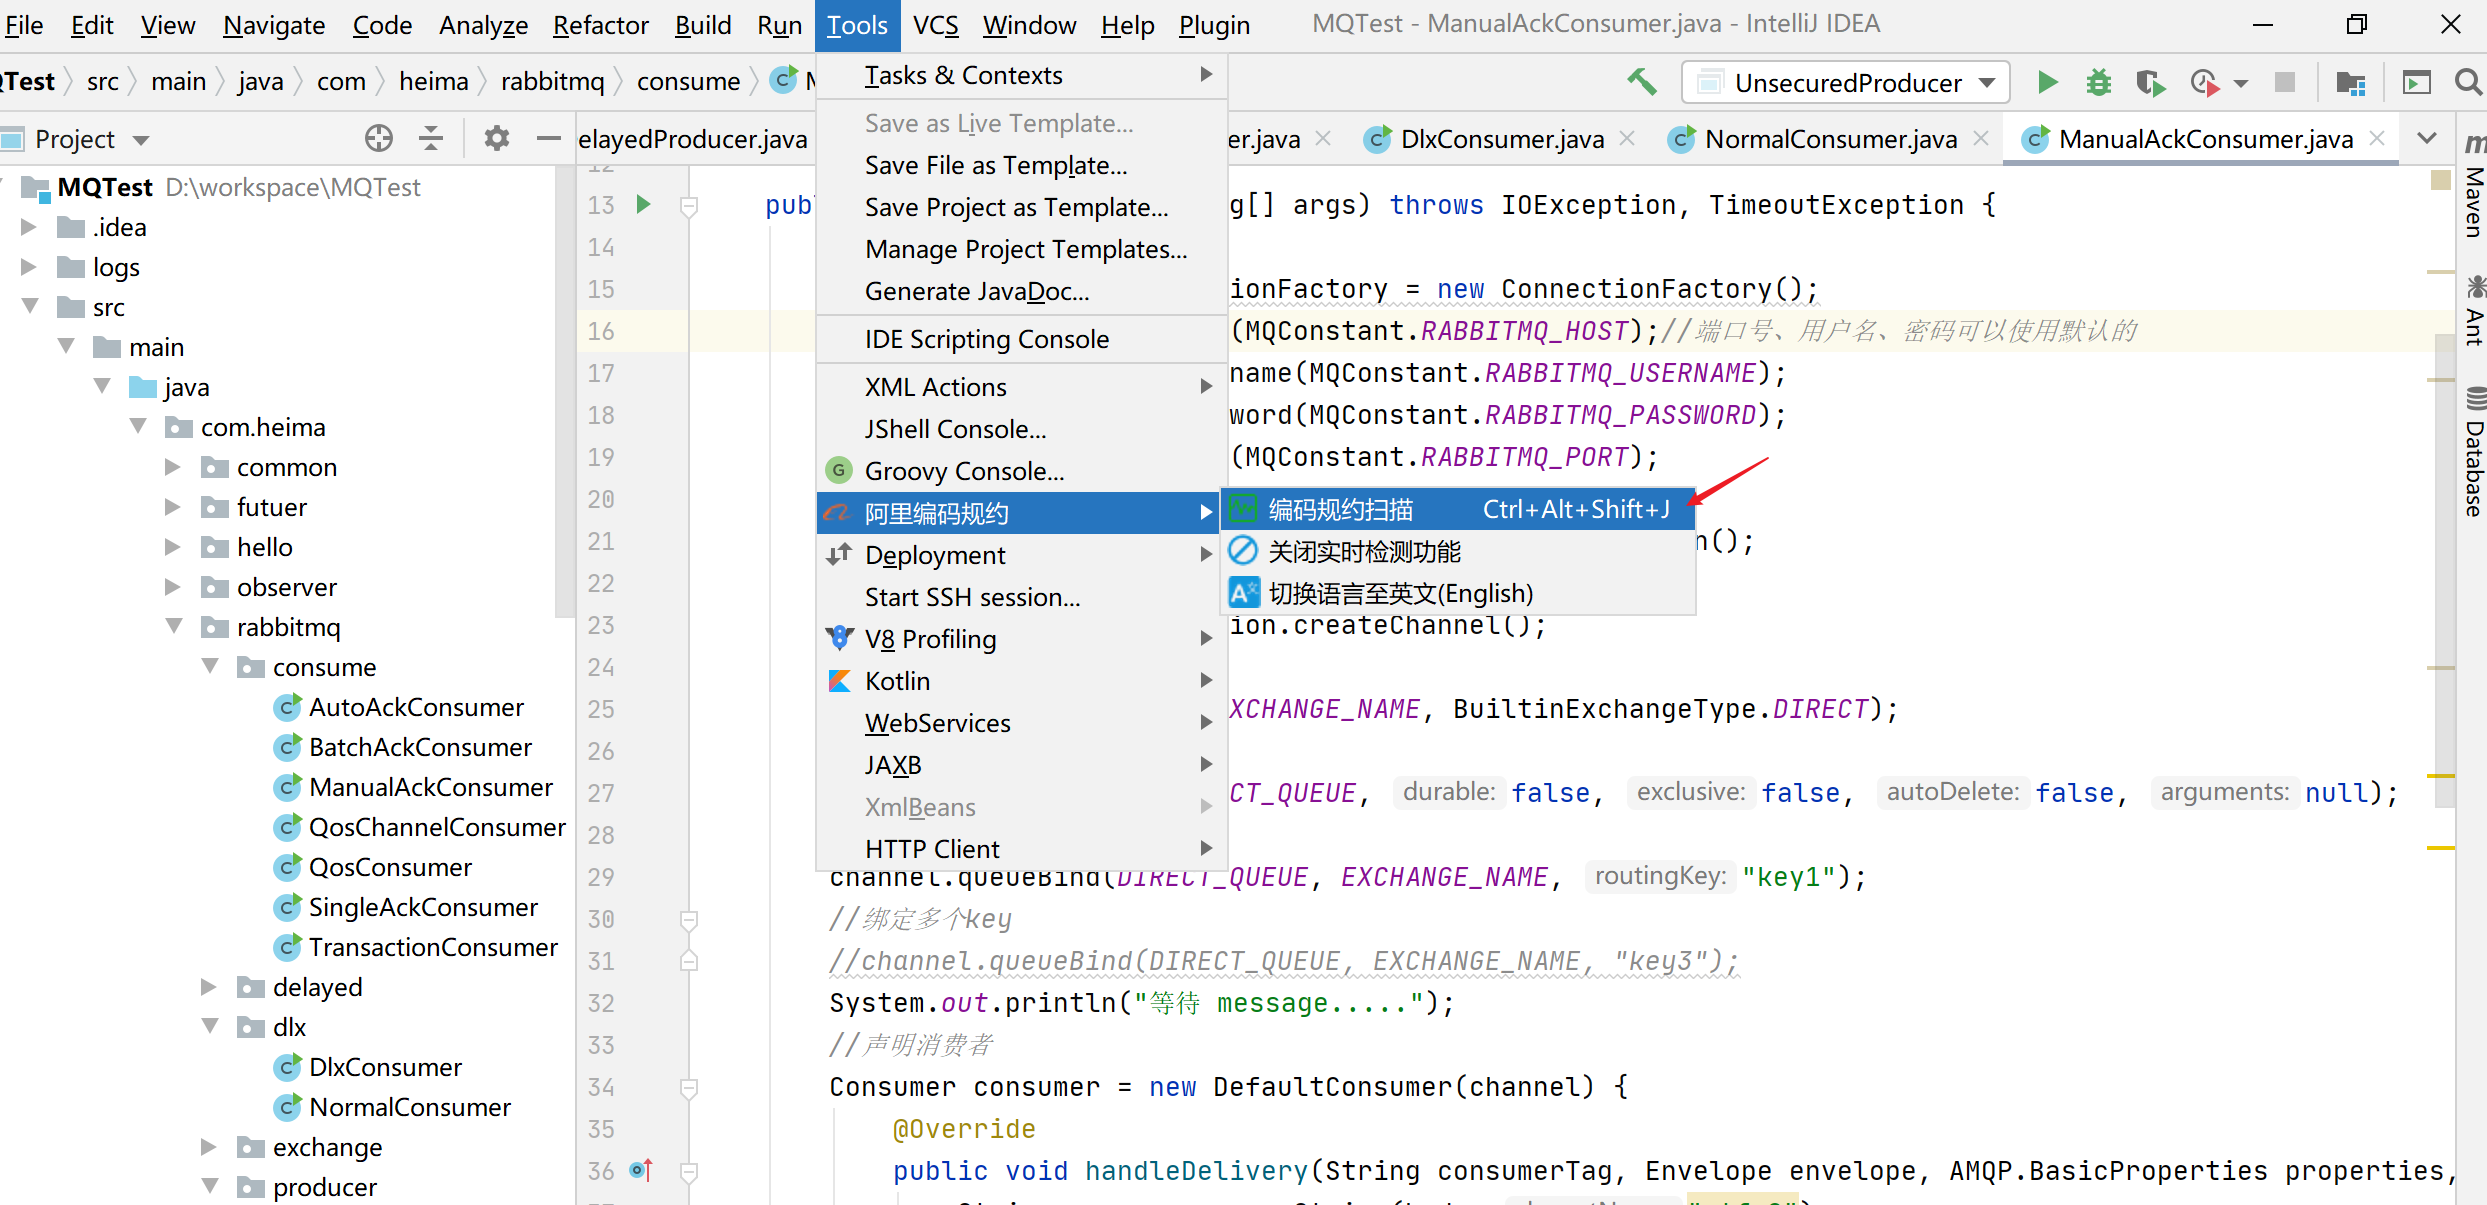 File Edit View Navigate Code Analyze Refactor Build Run Tools VCS Window Help Plugin MQTest - ManualAckConsumer.java - IntelliJ IDEA
QTest src main java com heima rabbitmq consume M
UnsecuredProducer
Project
elayedProducer.java
er.java DlxConsumer.java NormalConsumer.java ManualAckConsumer.java
MQTest D:\workspace\MQTest
.idea
logs
src
main
java
com.heima
common
futuer
hello
observer
rabbitmq
consume
AutoAckConsumer
BatchAckConsumer
ManualAckConsumer
QosChannelConsumer
QosConsumer
SingleAckConsumer
TransactionConsumer
delayed
dlx
DlxConsumer
NormalConsumer
exchange
producer
Tasks & Contexts
Save as Live Template...
Save File as Template...
Save Project as Template...
Manage Project Templates...
Generate JavaDoc...
IDE Scripting Console
XML Actions
JShell Console...
Groovy Console...
阿里编码规约
Deployment
Start SSH session...
V8 Profiling
Kotlin
WebServices
JAXB
XmlBeans
HTTP Client
编码规约扫描 Ctrl+Alt+Shift+J
关闭实时检测功能
切换语言至英文(English)
12
13 pub g[] args) throws IOException, TimeoutException {
14
15 ionFactory = new ConnectionFactory();
16 (MQConstant.RABBITMQ_HOST);//端口号、用户名、密码可以使用默认的
17 name(MQConstant.RABBITMQ_USERNAME);
18 word(MQConstant.RABBITMQ_PASSWORD);
19 (MQConstant.RABBITMQ_PORT);
20
21 n();
22
23 ion.createChannel();
24
25 XCHANGE_NAME, BuiltinExchangeType.DIRECT);
26
27 CT_QUEUE, durable: false, exclusive: false, autoDelete: false, arguments: null);
28
29 channel.queueBind(DIRECT_QUEUE, EXCHANGE_NAME, routingKey: "key1");
30 //绑定多个key
31 //channel.queueBind(DIRECT_QUEUE, EXCHANGE_NAME, "key3");
32 System.out.println("等待 message.....");
33 //声明消费者
34 Consumer consumer = new DefaultConsumer(channel) {
35 @Override
36 public void handleDelivery(String consumerTag, Envelope envelope, AMQP.BasicProperties properties,
Maven
Ant
Database